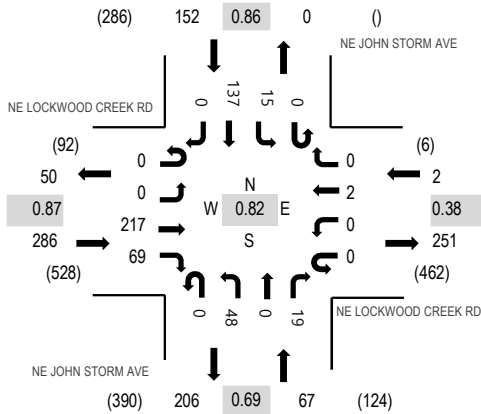 (286) 152 0.86 0 ()
NE JOHN STORM AVE
NE LOCKWOOD CREEK RD
0 137 15 0
(92) 0 0 (6)
50 2
0 2
N
0.87 W 0.82 E 0.38
217 0
286 S 251
69 0
(528) (462)
0 48 0 19
NE LOCKWOOD CREEK RD
NE JOHN STORM AVE
(390) 206 0.69 67 (124)